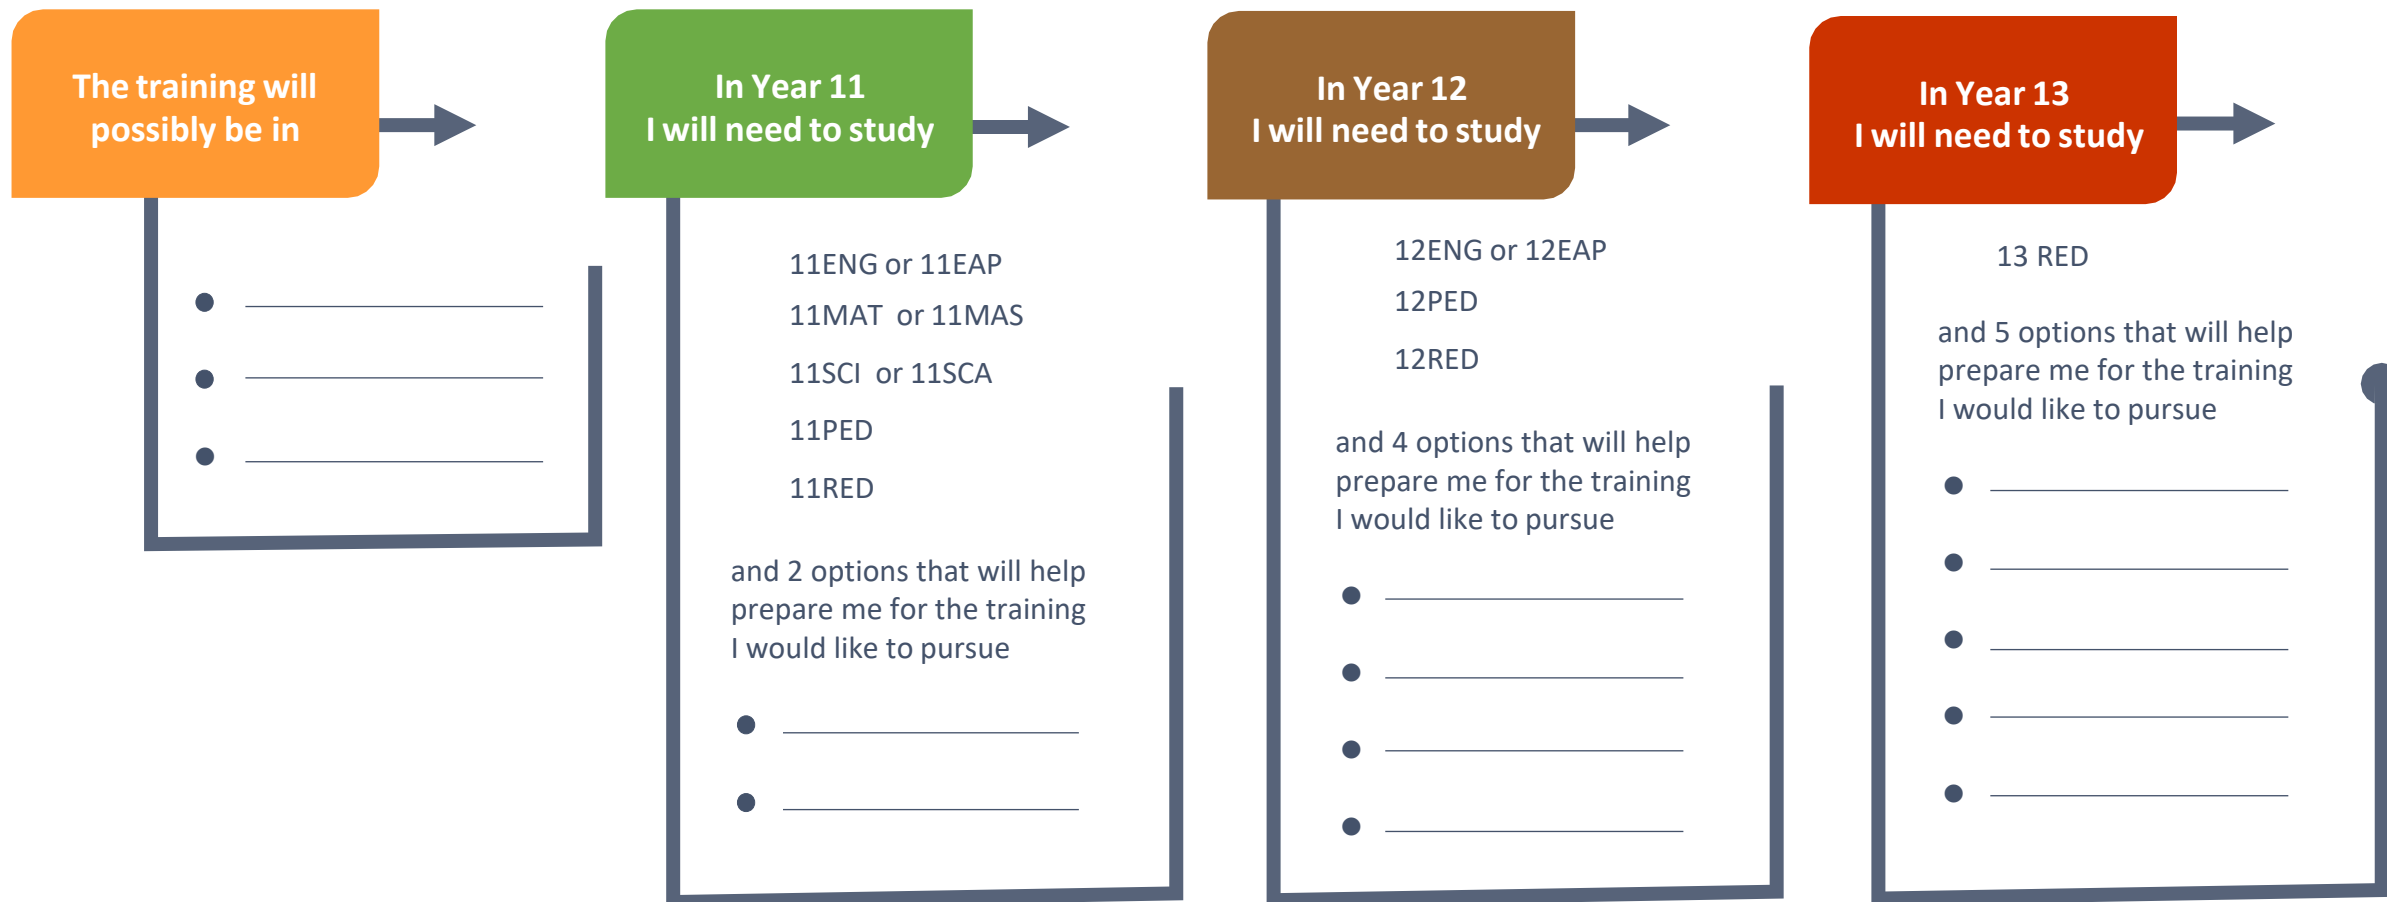 The training will
possibly be in
In Year 11
I will need to study
11ENG or 11EAP
11MAT or 11MAS
11SCI or 11SCA
11PED
11RED
and 2 options that will help
prepare me for the training
I would like to pursue
In Year 12
I will need to study
12ENG or 12EAP
12PED
12RED
and 4 options that will help
prepare me for the training
I would like to pursue
In Year 13
I will need to study
13 RED
and 5 options that will help
prepare me for the training
I would like to pursue